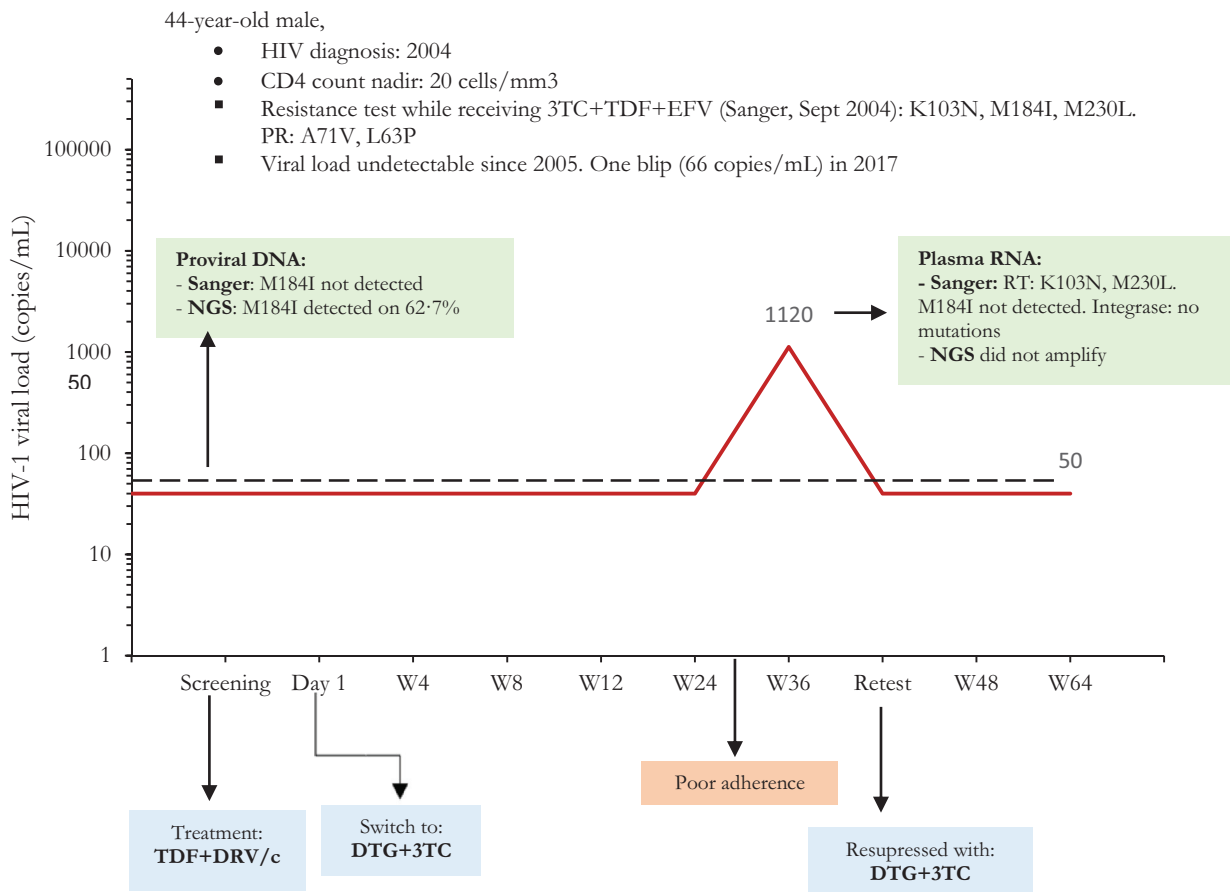 44-year-old male,
• HIV diagnosis: 2004
• CD4 count nadir: 20 cells/mm3
▪ Resistance test while receiving 3TC+TDF+EFV (Sanger, Sept 2004): K103N, M184I, M230L.
PR: A71V, L63P
▪ Viral load undetectable since 2005. One blip (66 copies/mL) in 2017
HIV-1 viral load (copies/mL)
100000
10000
1000
50
100
10
1
Proviral DNA:
- Sanger: M184I not detected
- NGS: M184I detected on 62·7%
1120
Plasma RNA:
- Sanger: RT: K103N, M230L.
M184I not detected. Integrase: no
mutations
- NGS did not amplify
50
Screening Day 1 W4 W8 W12 W24 W36 Retest W48 W64
Poor adherence
Treatment:
TDF+DRV/c
Switch to:
DTG+3TC
Resupressed with:
DTG+3TC